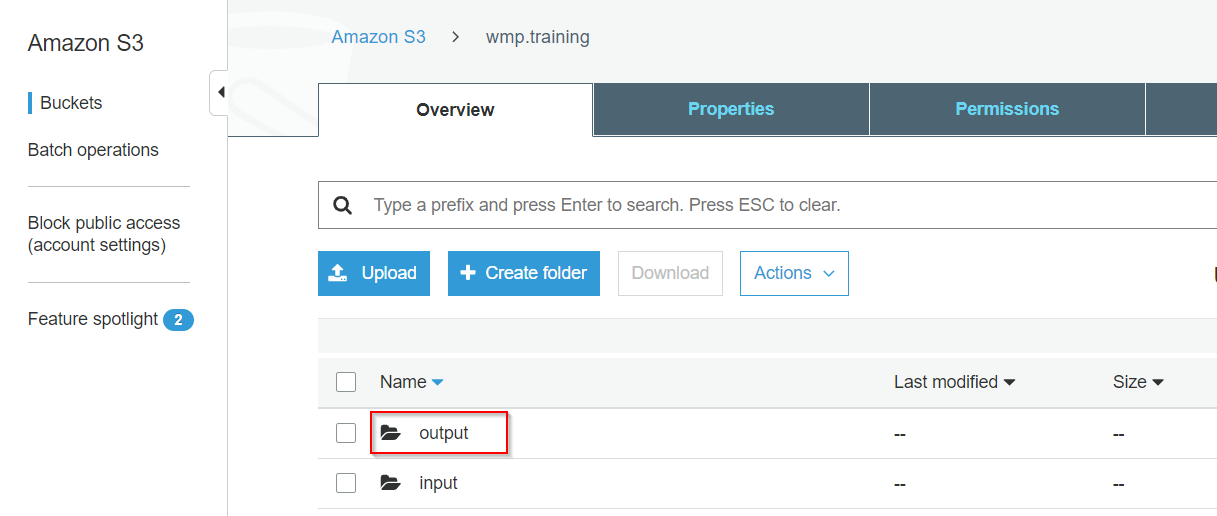 Amazon S3
Buckets
Batch operations
Block public access
(account settings)
Feature spotlight 2
Amazon S3 > wmp.training
Overview Properties Permissions
Type a prefix and press Enter to search. Press ESC to clear.
Upload + Create folder Download Actions
Name Last modified Size
output -- --
input -- --